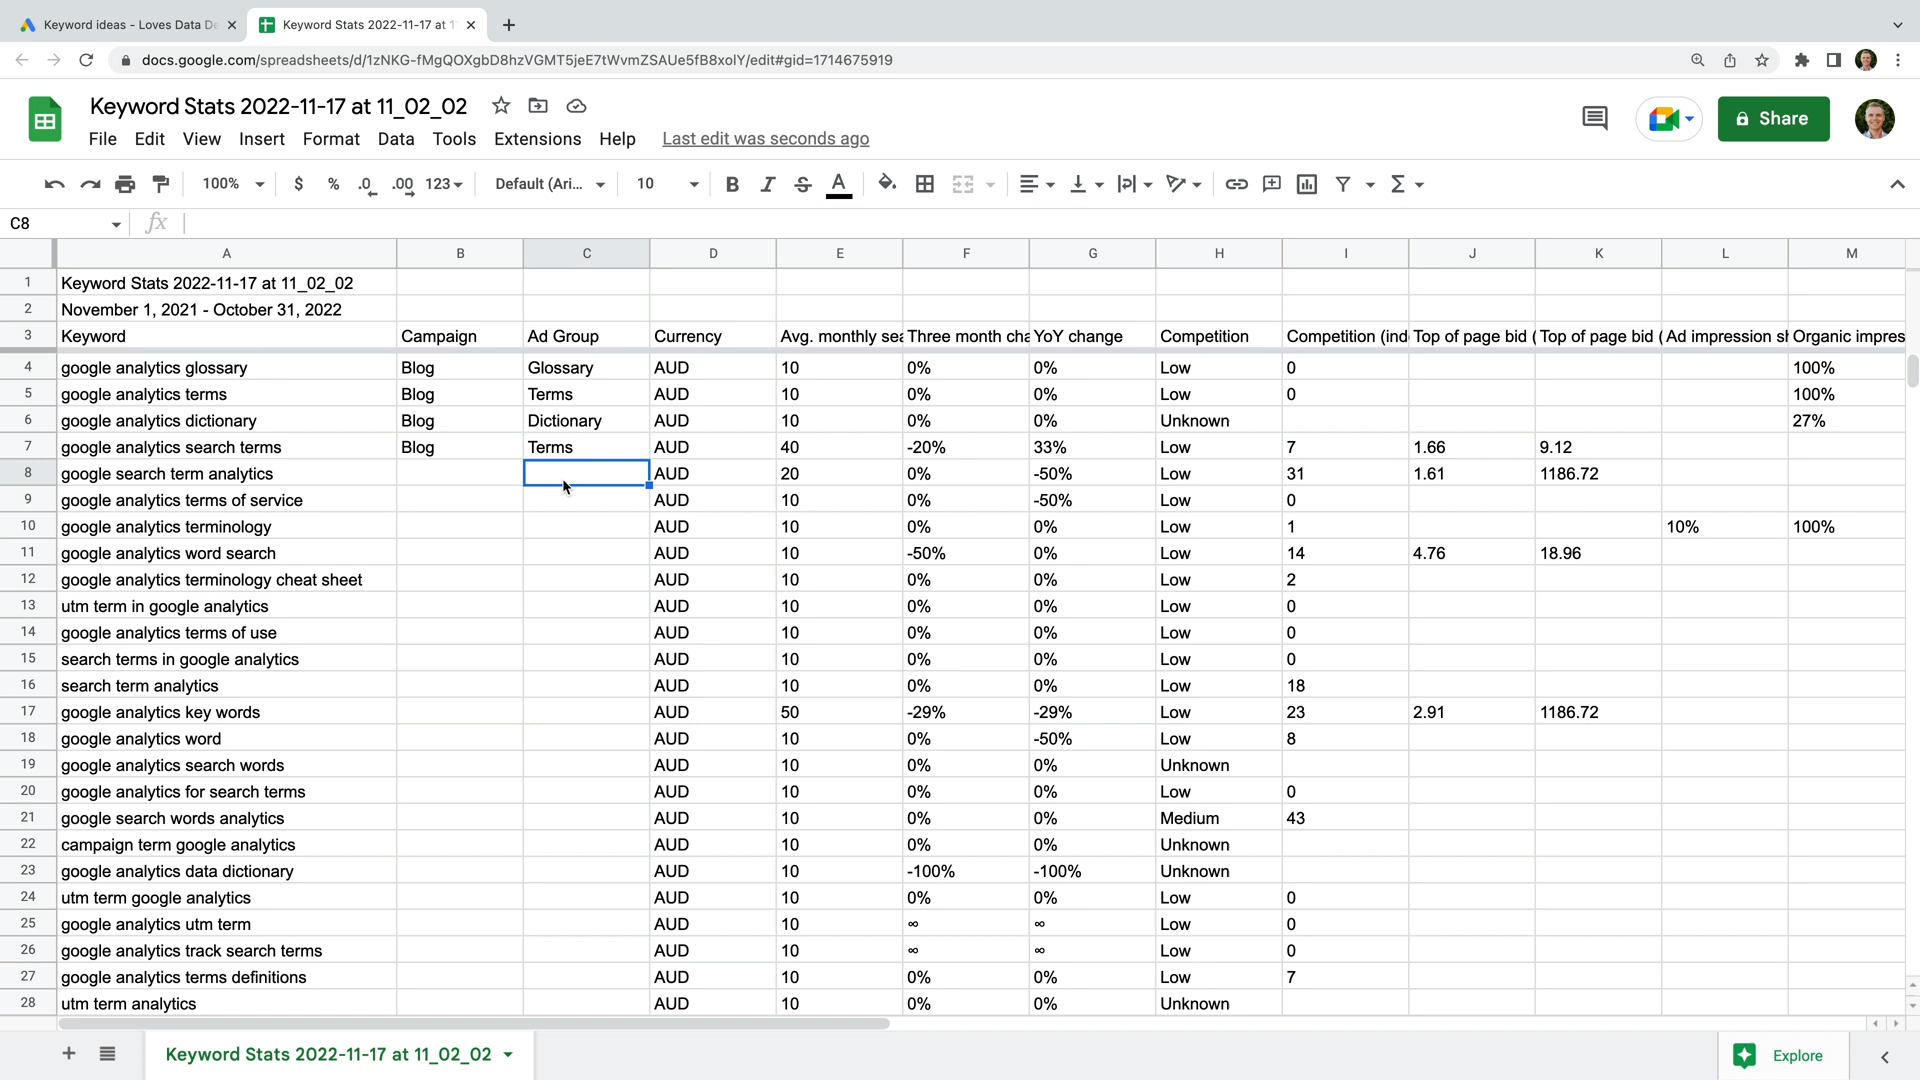 Keyword ideas - Loves Data De
Keyword Stats 2022-11-17 at 1
docs.google.com/spreadsheets/d/1zNKG-fMgQOXgbD8hzVGMT5jeE7tWvmZSAUe5fB8xolY/edit#gid=1714675919
Keyword Stats 2022-11-17 at 11_02_02
File Edit View Insert Format Data Tools Extensions Help Last edit was seconds ago
Share
100% $ % .0 .00 123 Default (Ari... 10 B I S A
C8 fx
A B C D E F G H I J K L M
1 Keyword Stats 2022-11-17 at 11_02_02
2 November 1, 2021 - October 31, 2022
3 Keyword Campaign Ad Group Currency Avg. monthly sea Three month cha YoY change Competition Competition (ind Top of page bid ( Top of page bid ( Ad impression sh Organic impres
4 google analytics glossary Blog Glossary AUD 10 0% 0% Low 0 100%
5 google analytics terms Blog Terms AUD 10 0% 0% Low 0 100%
6 google analytics dictionary Blog Dictionary AUD 10 0% 0% Unknown 27%
7 google analytics search terms Blog Terms AUD 40 -20% 33% Low 7 1.66 9.12
8 google search term analytics AUD 20 0% -50% Low 31 1.61 1186.72
9 google analytics terms of service AUD 10 0% -50% Low 0
10 google analytics terminology AUD 10 0% 0% Low 1 10% 100%
11 google analytics word search AUD 10 -50% 0% Low 14 4.76 18.96
12 google analytics terminology cheat sheet AUD 10 0% 0% Low 2
13 utm term in google analytics AUD 10 0% 0% Low 0
14 google analytics terms of use AUD 10 0% 0% Low 0
15 search terms in google analytics AUD 10 0% 0% Low 0
16 search term analytics AUD 10 0% 0% Low 18
17 google analytics key words AUD 50 -29% -29% Low 23 2.91 1186.72
18 google analytics word AUD 10 0% -50% Low 8
19 google analytics search words AUD 10 0% 0% Unknown
20 google analytics for search terms AUD 10 0% 0% Low 0
21 google search words analytics AUD 10 0% 0% Medium 43
22 campaign term google analytics AUD 10 0% 0% Unknown
23 google analytics data dictionary AUD 10 -100% -100% Unknown
24 utm term google analytics AUD 10 0% 0% Low 0
25 google analytics utm term AUD 10 ∞ ∞ Low 0
26 google analytics track search terms AUD 10 ∞ ∞ Low 0
27 google analytics terms definitions AUD 10 0% 0% Low 7
28 utm term analytics AUD 10 0% 0% Unknown
Keyword Stats 2022-11-17 at 11_02_02
Explore